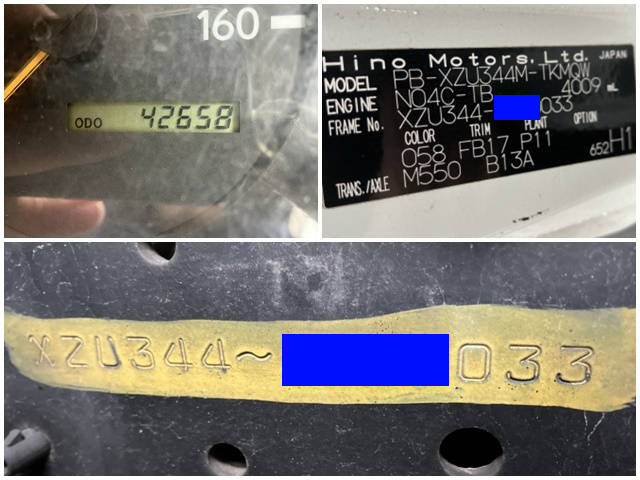 160
ODO 42658
Hino Motors, Ltd. JAPAN
MODEL PB-XZU344M-TKMQW
ENGINE N04C-TB 4009 mL
FRAME No. XZU344- 033
COLOR TRIM PLANT OPTION
058 FB17 P11
TRANS./AXLE M550 B13A 652H1
XZU344~ 033